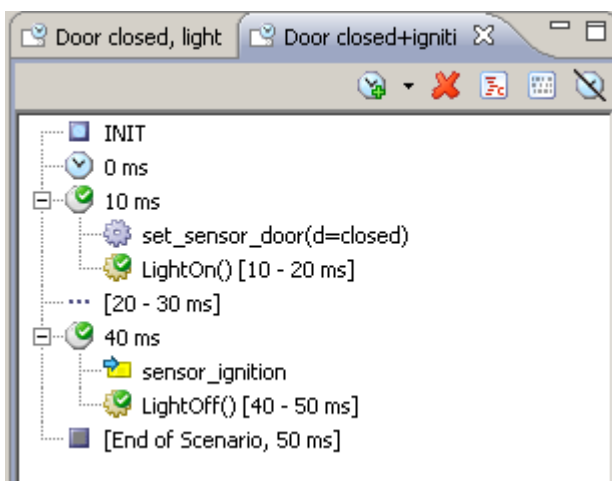 Door closed, light Door closed+igniti
INIT
0 ms
10 ms
set_sensor_door(d=closed)
LightOn() [10 - 20 ms]
[20 - 30 ms]
40 ms
sensor_ignition
LightOff() [40 - 50 ms]
[End of Scenario, 50 ms]